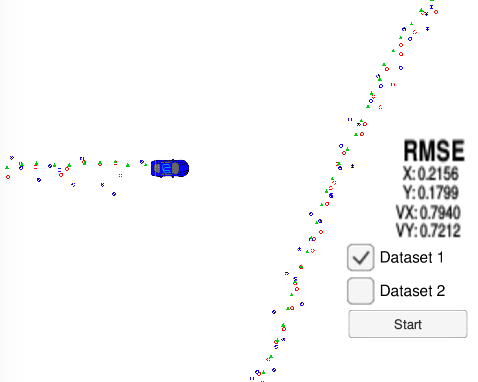 RMSE
X: 0.2156
Y: 0.1799
VX: 0.7940
VY: 0.7212
Dataset 1
Dataset 2
Start